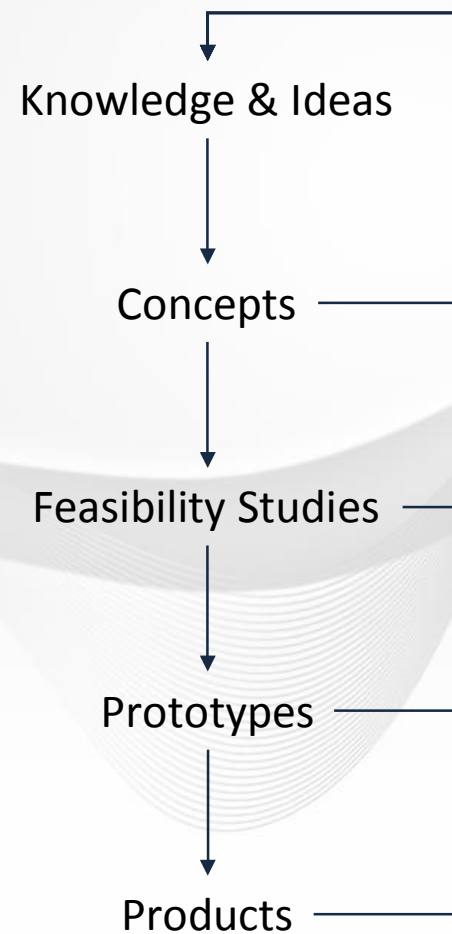 Knowledge & Ideas
Concepts
Feasibility Studies
Prototypes
Products